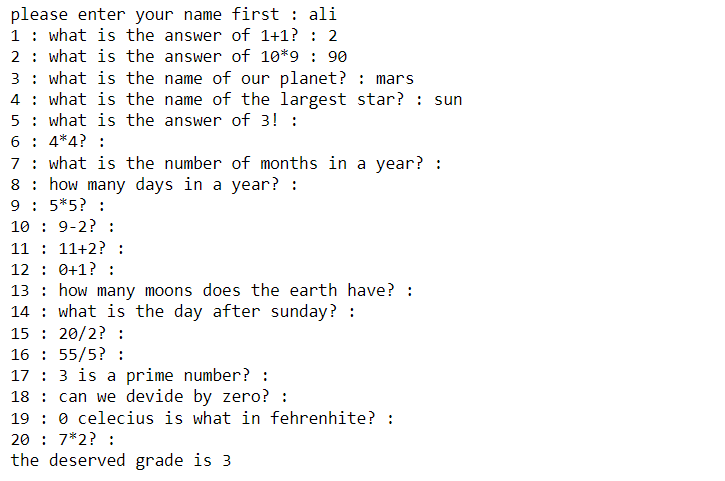 please enter your name first : ali
1 : what is the answer of 1+1? : 2
2 : what is the answer of 10*9 : 90
3 : what is the name of our planet? : mars
4 : what is the name of the largest star? : sun
5 : what is the answer of 3! :
6 : 4*4? :
7 : what is the number of months in a year? :
8 : how many days in a year? :
9 : 5*5? :
10 : 9-2? :
11 : 11+2? :
12 : 0+1? :
13 : how many moons does the earth have? :
14 : what is the day after sunday? :
15 : 20/2? :
16 : 55/5? :
17 : 3 is a prime number? :
18 : can we devide by zero? :
19 : 0 celecius is what in fehrenhite? :
20 : 7*2? :
the deserved grade is 3